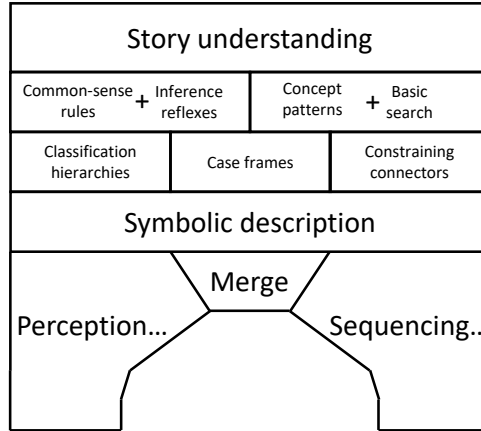 Story understanding
Common-sense rules + Inference reflexes
Concept patterns + Basic search
Classification hierarchies
Case frames
Constraining connectors
Symbolic description
Merge
Perception...
Sequencing..